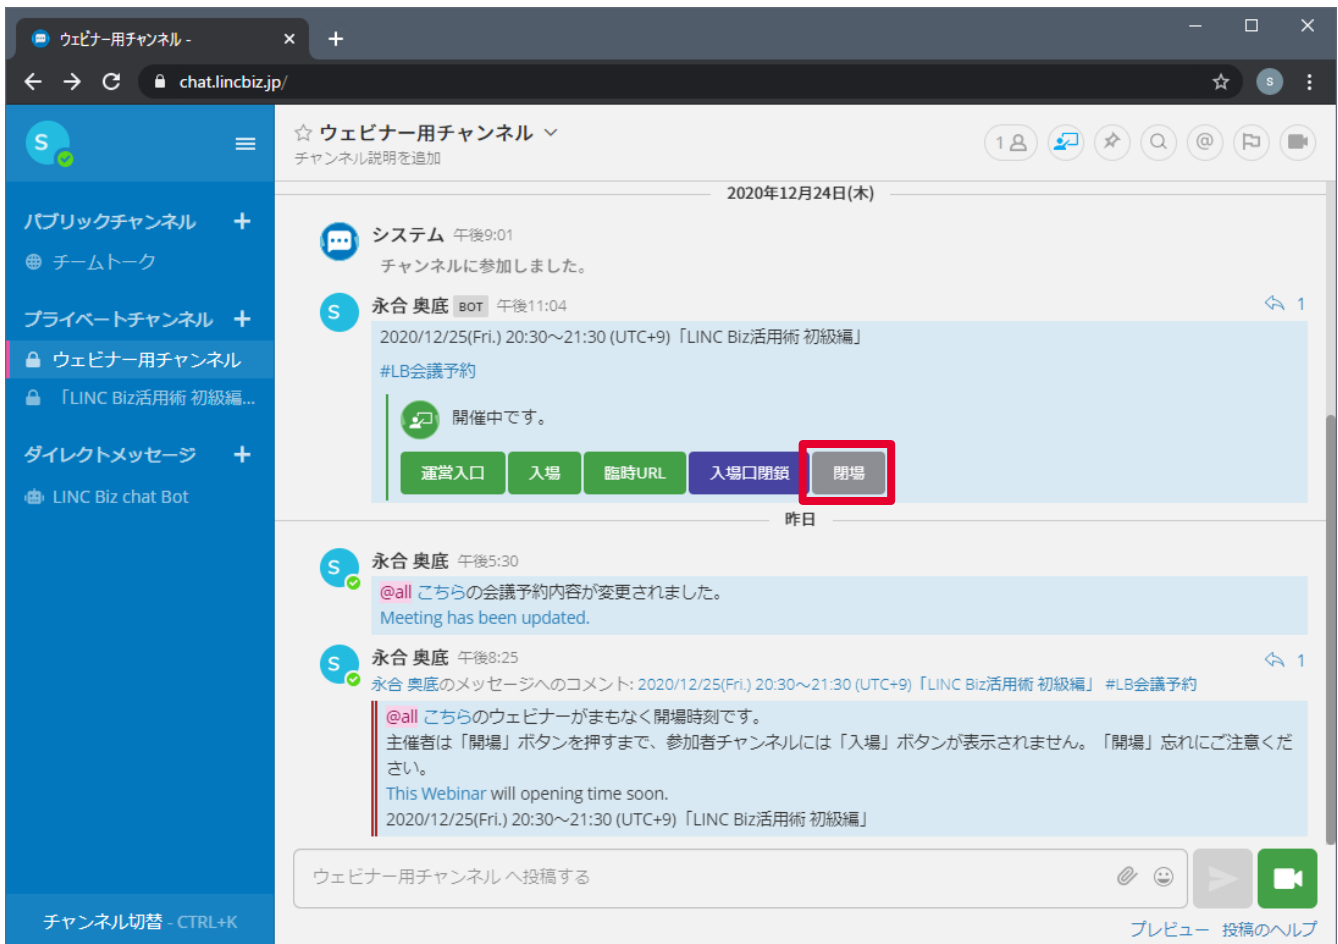 ウェビナー用チャンネル -
chat.lincbiz.jp/
S
S
☆ ウェビナー用チャンネル
チャンネル説明を追加
1
@
パブリックチャンネル +
チームトーク
プライベートチャンネル +
ウェビナー用チャンネル
「LINC Biz活用術 初級編...
ダイレクトメッセージ +
LINC Biz chat Bot
チャンネル切替 - CTRL+K
2020年12月24日(木)
システム 午後9:01
チャンネルに参加しました。
S
永合 奥底 BOT 午後11:04
1
2020/12/25(Fri.) 20:30～21:30 (UTC+9)「LINC Biz活用術 初級編」
#LB会議予約
開催中です。
運営入口 入場 臨時URL 入場口閉鎖 閉場
昨日
S
永合 奥底 午後5:30
@all こちらの会議予約内容が変更されました。
Meeting has been updated.
S
永合 奥底 午後8:25
1
永合 奥底のメッセージへのコメント: 2020/12/25(Fri.) 20:30～21:30 (UTC+9)「LINC Biz活用術 初級編」 #LB会議予約
@all こちらのウェビナーがまもなく開場時刻です。
主催者は「開場」ボタンを押すまで、参加者チャンネルには「入場」ボタンが表示されません。「開場」忘れにご注意くだ
さい。
This Webinar will opening time soon.
2020/12/25(Fri.) 20:30～21:30 (UTC+9)「LINC Biz活用術 初級編」
ウェビナー用チャンネル へ投稿する
プレビュー 投稿のヘルプ